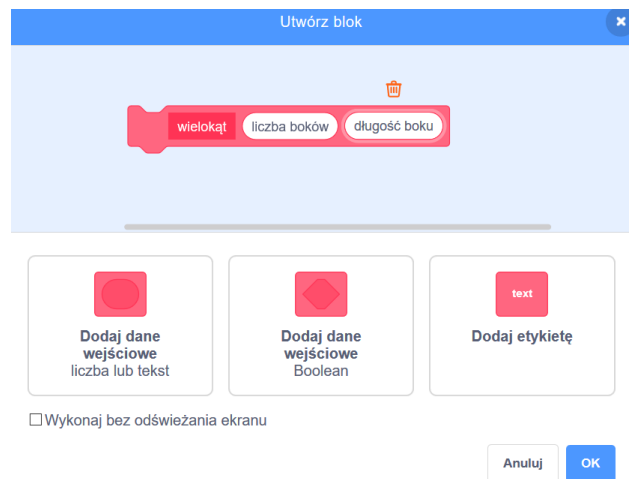 Utwórz blok
wielokąt liczba boków długość boku
text
Dodaj dane
wejściowe
liczba lub tekst
Dodaj dane
wejściowe
Boolean
Dodaj etykietę
Wykonaj bez odświeżania ekranu
Anuluj OK